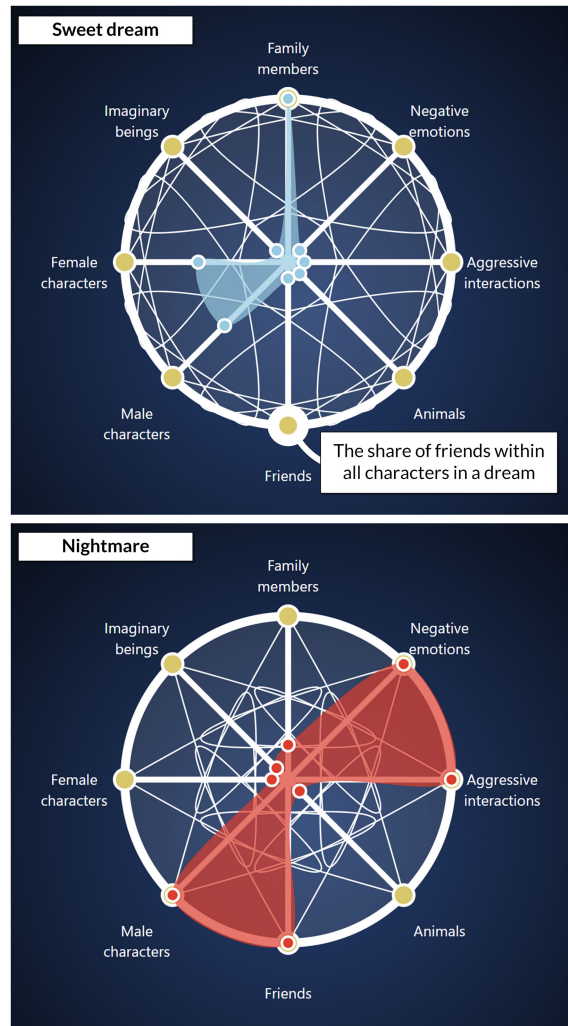 Sweet dream
Family
members
Imaginary
beings
Negative
emotions
Female
characters
Aggressive
interactions
Male
characters
Animals
The share of friends within
all characters in a dream
Friends
Nightmare
Family
members
Imaginary
beings
Negative
emotions
Female
characters
Aggressive
interactions
Male
characters
Animals
Friends